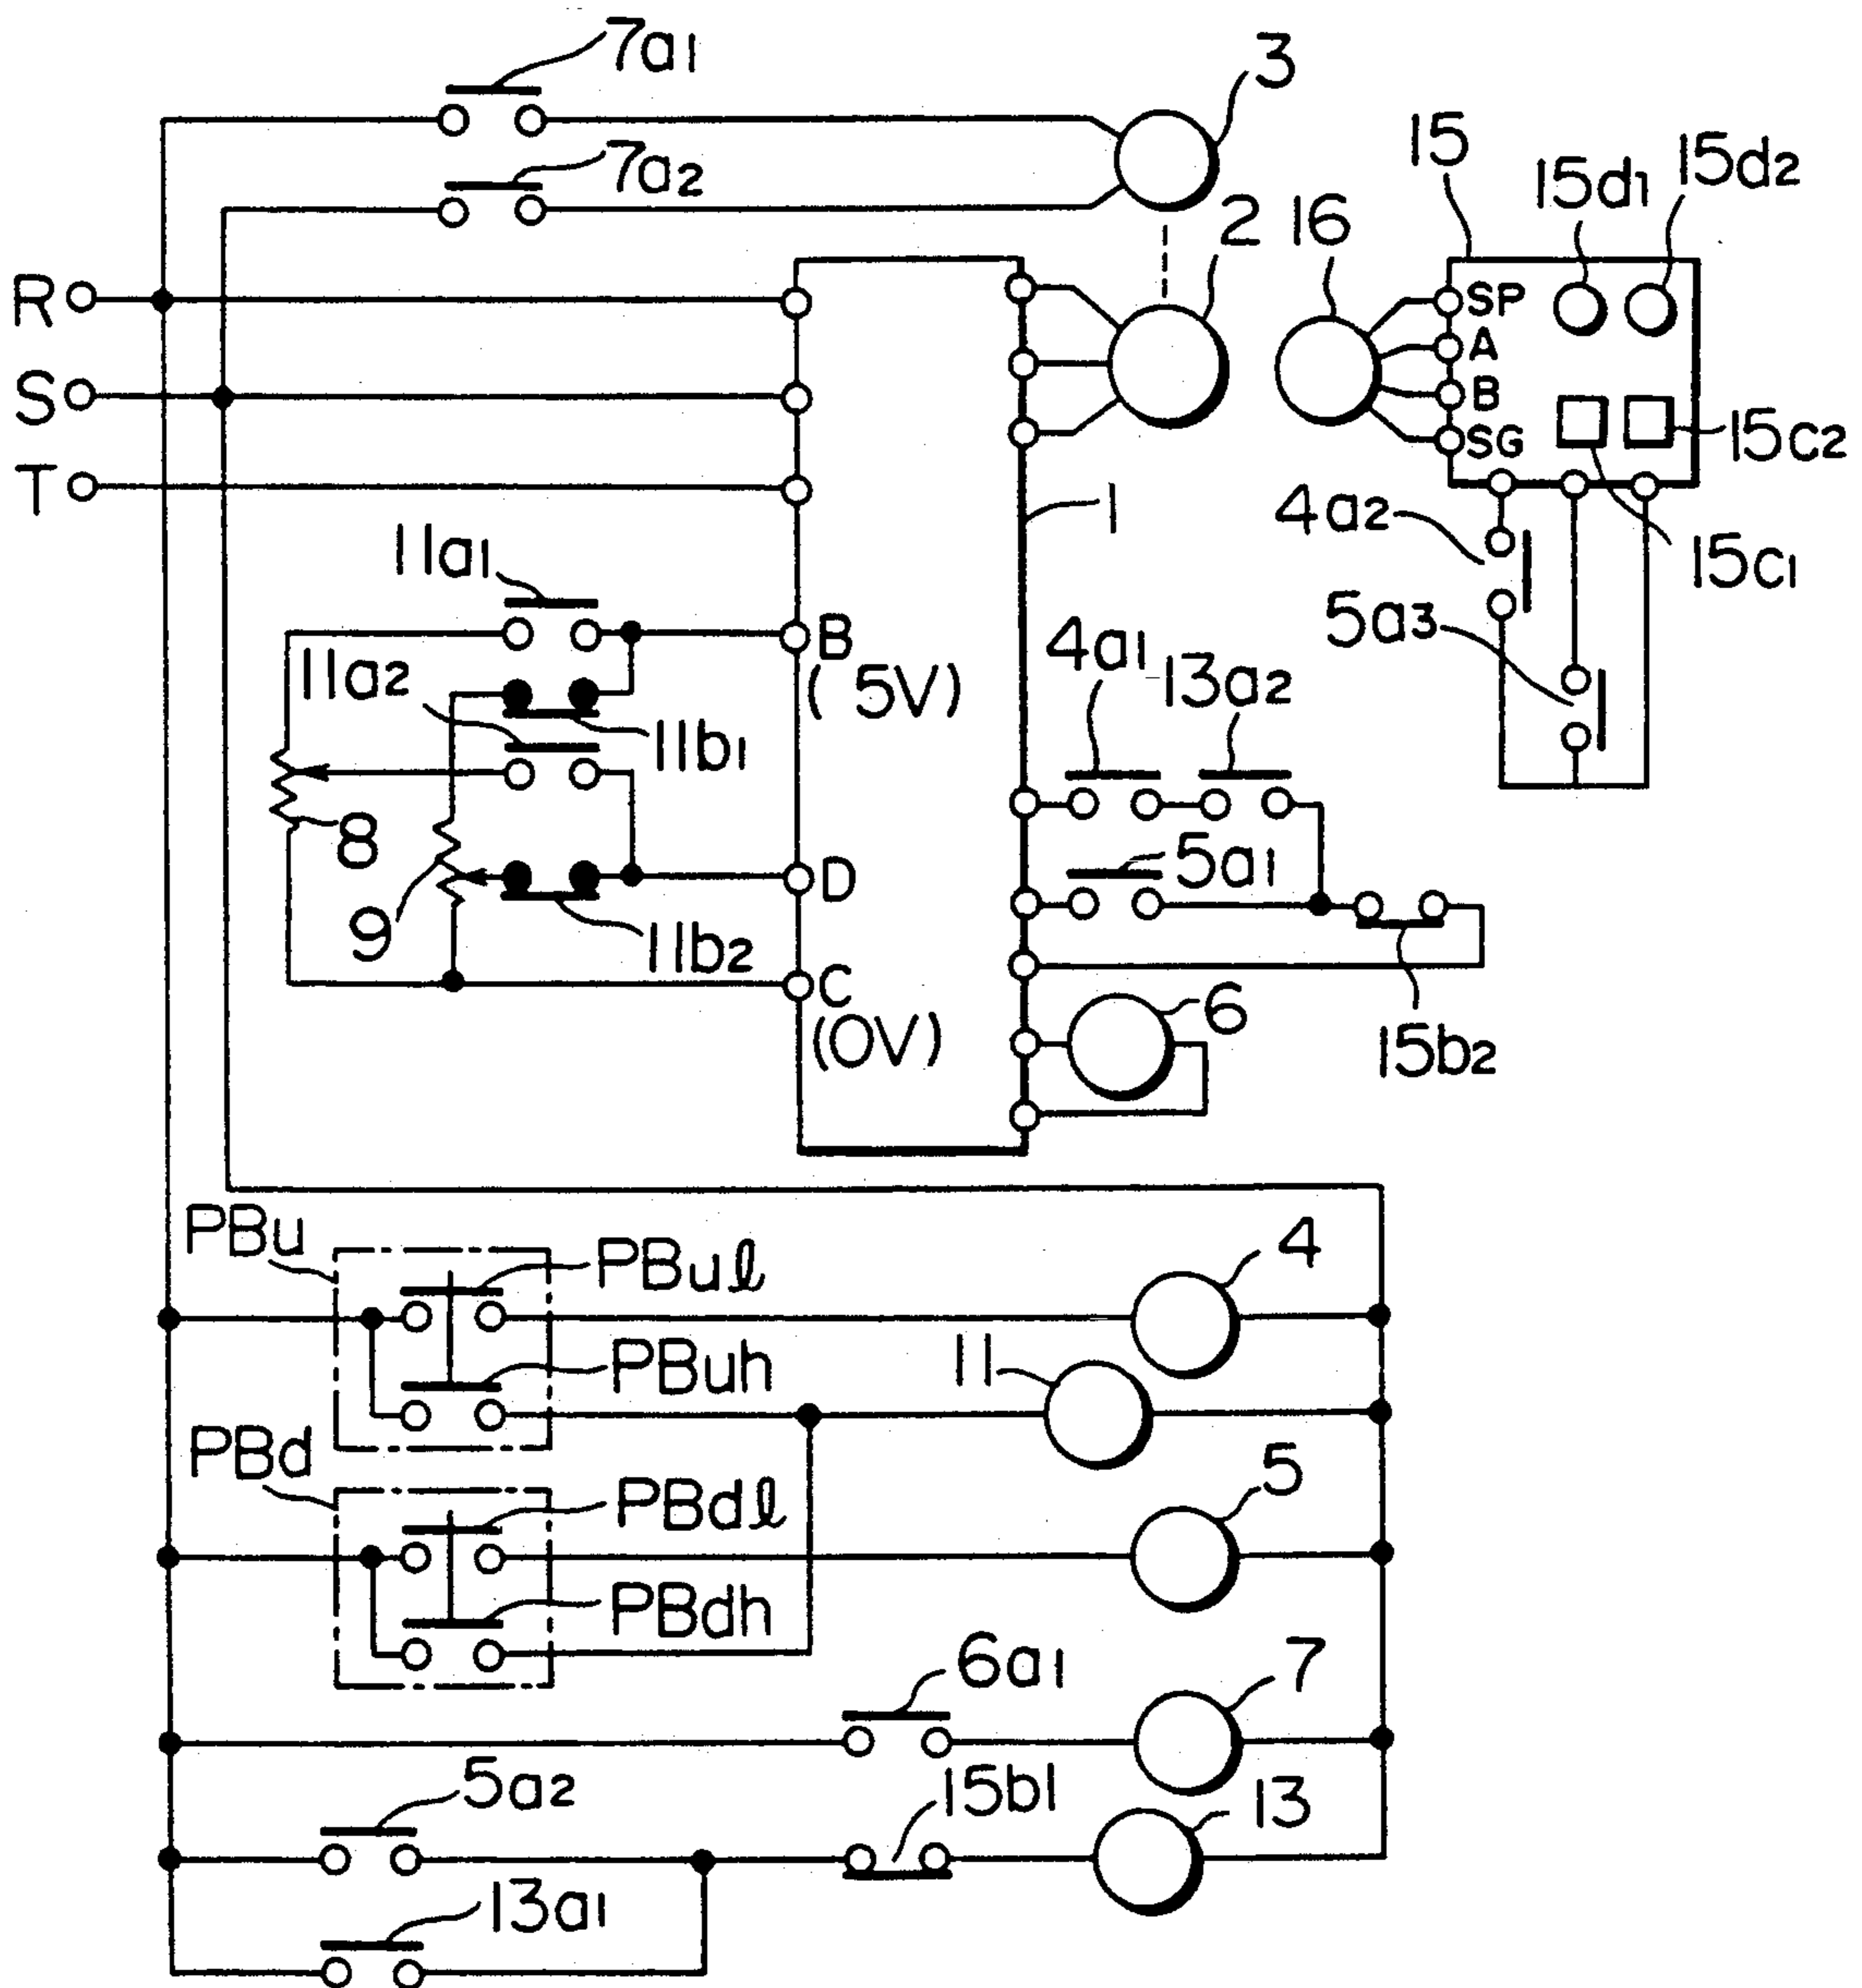 7a1
3
7a2
15
15d1
15d2
2
16
R
SP
A
S
B
15c2
SG
T
4a2
1
11a1
15c1
5a3
B
4a1
11a2
13a2
(5V)
11b1
8
5a1
D
9
11b2
C
6
(0V)
15b2
PBu
PBul
4
PBuh
11
PBd
PBdl
5
PBdh
6a1
7
5a2
15b1
13
13a1